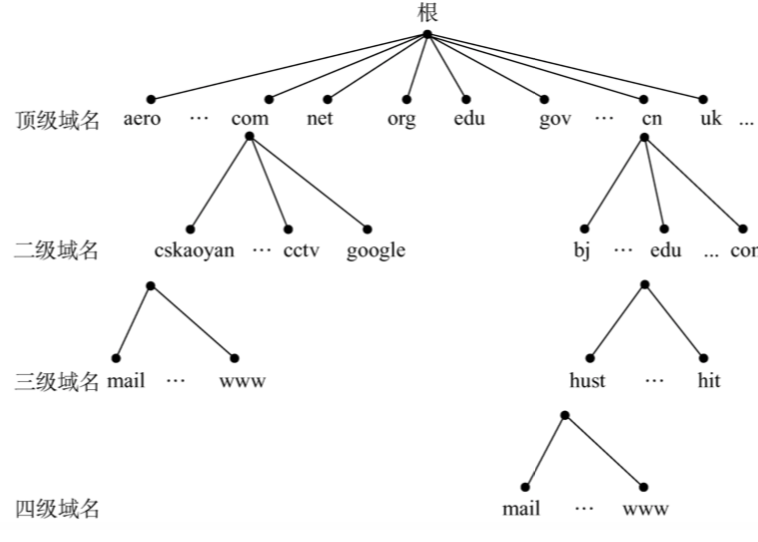 根
顶级域名 aero … com net org edu gov … cn uk ...
二级域名 cskaoyan … cctv google bj … edu ... con
三级域名 mail … www hust … hit
四级域名 mail … www